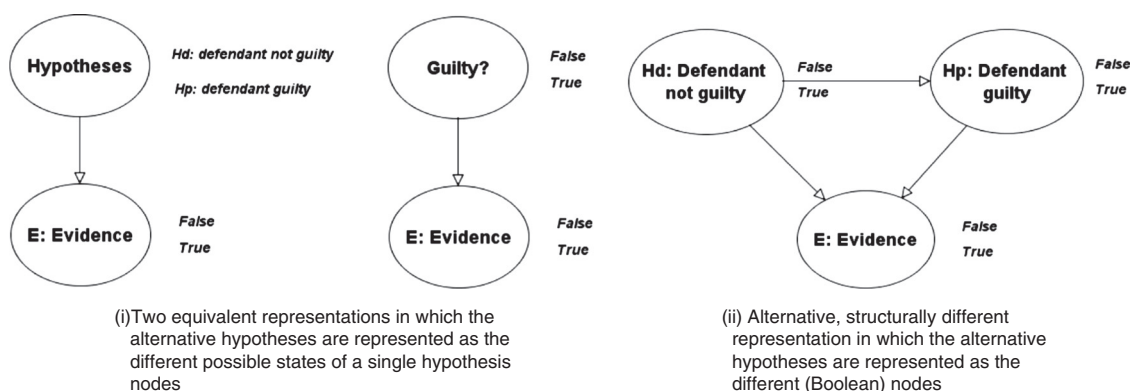 Hypotheses
Hd: defendant not guilty
Hp: defendant guilty
E: Evidence
False
True
Guilty?
False
True
E: Evidence
False
True
(i)Two equivalent representations in which the
alternative hypotheses are represented as the
different possible states of a single hypothesis
nodes
Hd: Defendant
not guilty
False
True
Hp: Defendant
guilty
False
True
E: Evidence
False
True
(ii) Alternative, structurally different
representation in which the alternative
hypotheses are represented as the
different (Boolean) nodes